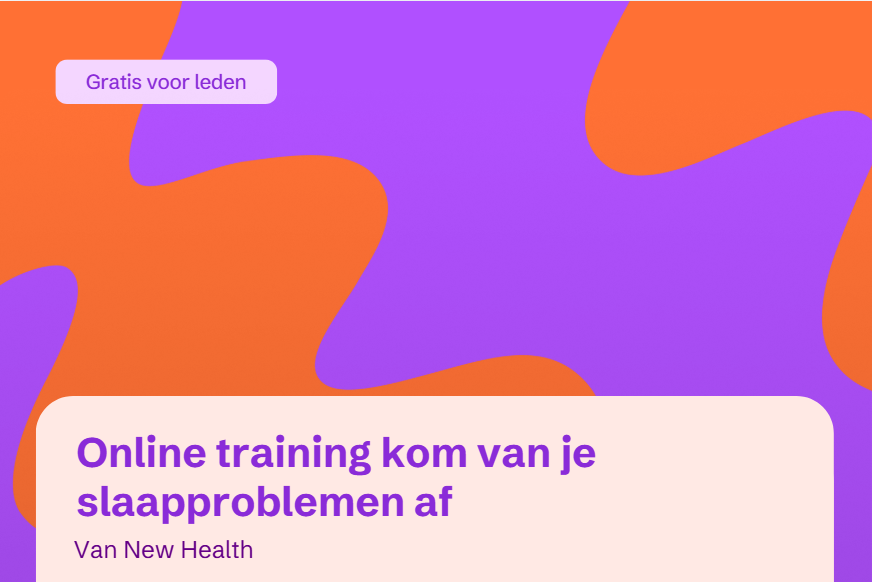 Gratis voor leden
Online training kom van je
slaapproblemen af
Van New Health